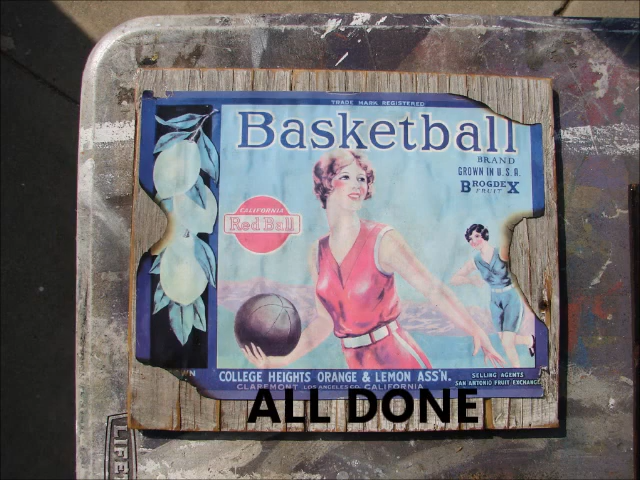 TRADE MARK REGISTERED
Basketball
BRAND
GROWN IN U.S.A.
BROGDEX
FRUIT
CALIFORNIA
Red Ball
COLLEGE HEIGHTS ORANGE & LEMON ASS'N.
CLAREMONT LOS ANGELES CO. CALIFORNIA
SELLING AGENTS
SAN ANTONIO FRUIT EXCHANGE
ALL DONE
LIFE